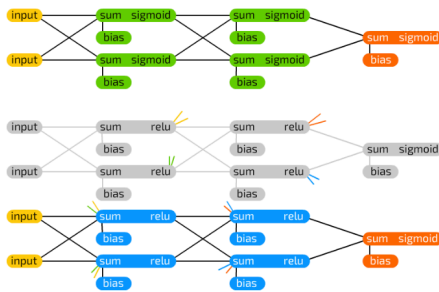 input sum sigmoid sum sigmoid
bias bias sum sigmoid
input sum sigmoid sum sigmoid bias
bias bias
input sum relu sum relu
bias bias sum sigmoid
input sum relu sum relu bias
bias bias
input sum relu sum relu
bias bias sum sigmoid
input sum relu sum relu bias
bias bias